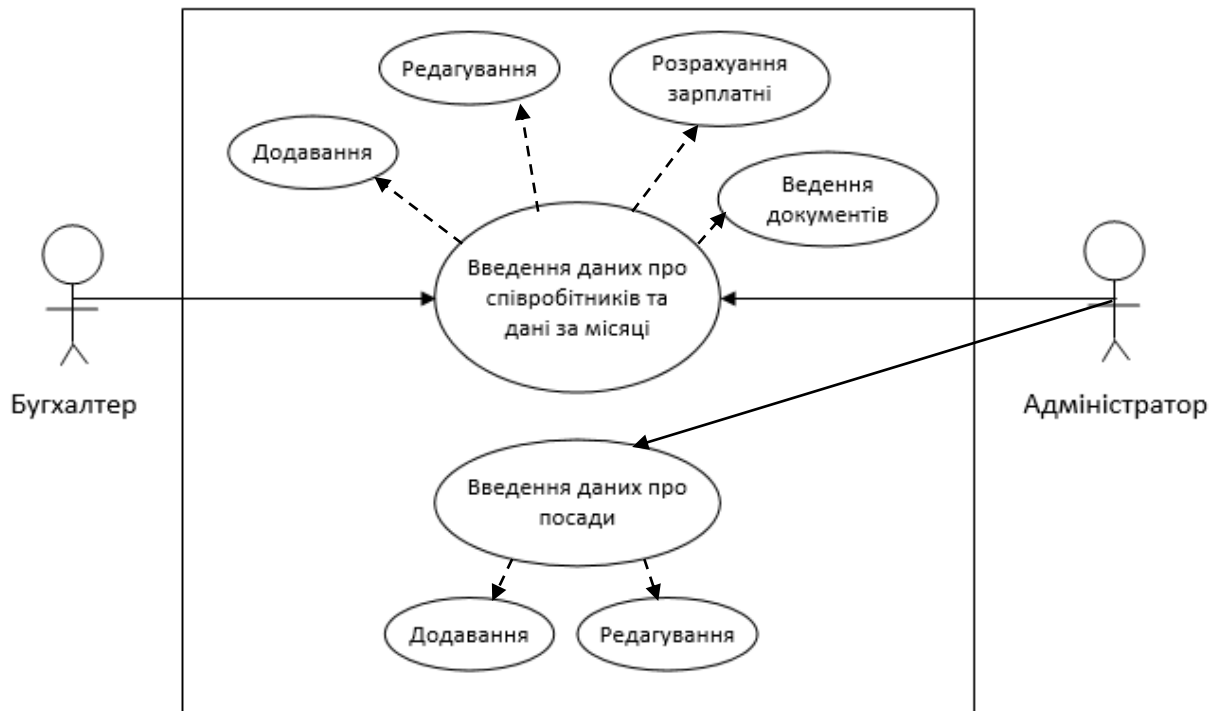 Редагування
Розрахуання
зарплатні
Додавання
Ведення
документів
Введення даних про
співробітників та
дані за місяці
Бугхалтер
Адміністратор
Введення даних про
посади
Додавання
Редагування